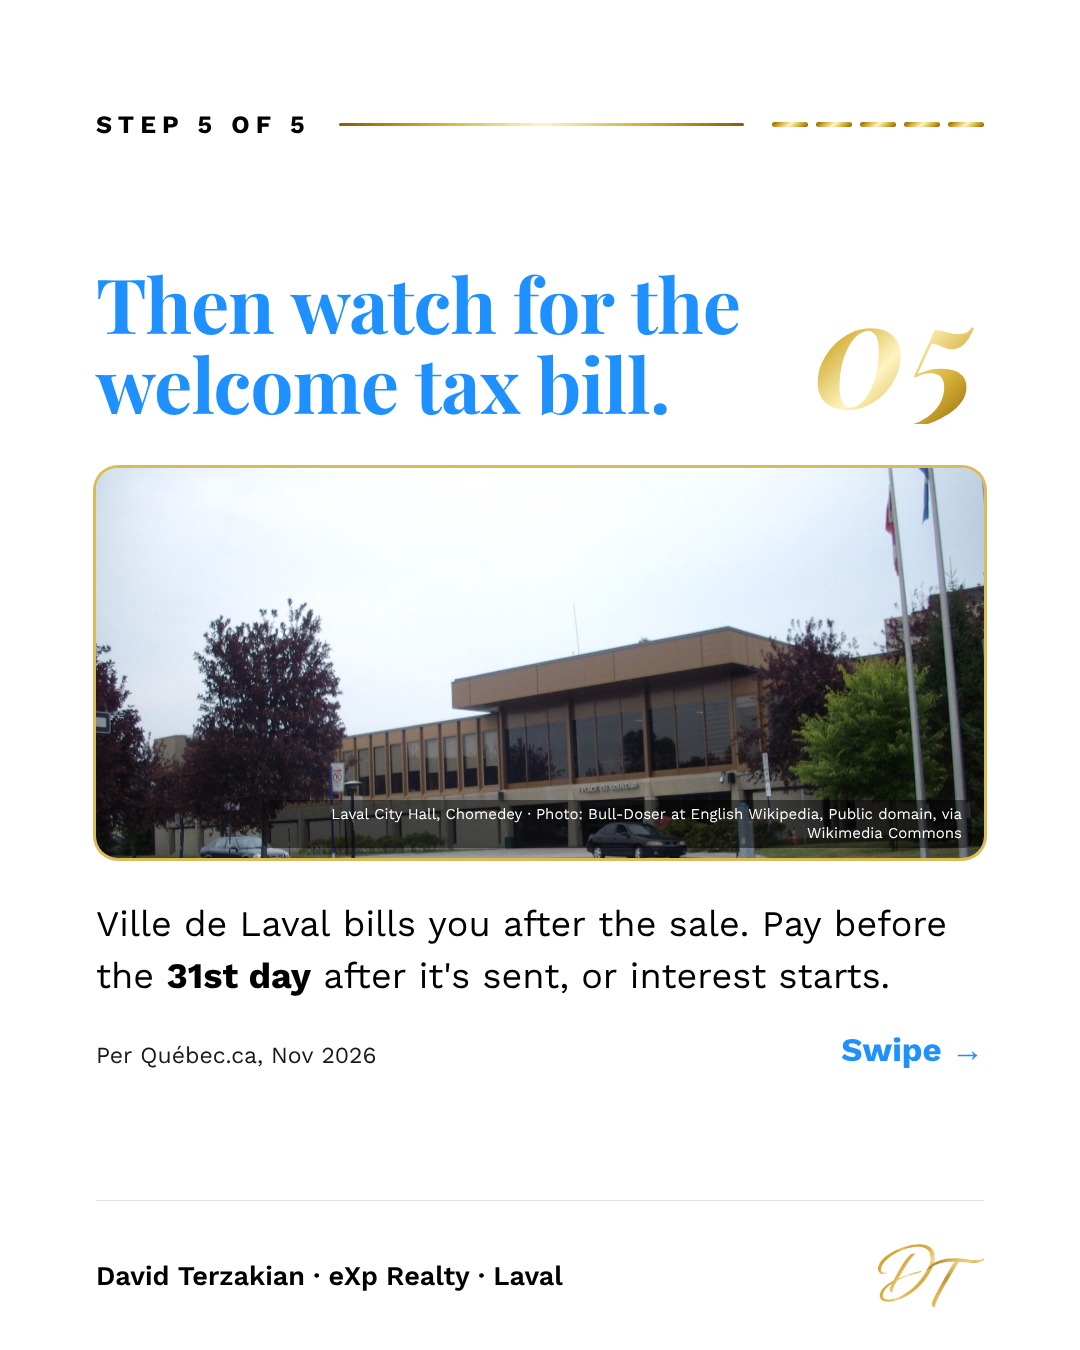 STEP 5 OF 5
Then watch for the
welcome tax bill.
05
PLACE DU SOUVENIR
Laval City Hall, Chomedey · Photo: Bull-Doser at English Wikipedia, Public domain, via
Wikimedia Commons
Ville de Laval bills you after the sale. Pay before
the 31st day after it's sent, or interest starts.
Per Québec.ca, Nov 2026
Swipe →
David Terzakian · eXp Realty · Laval
DT